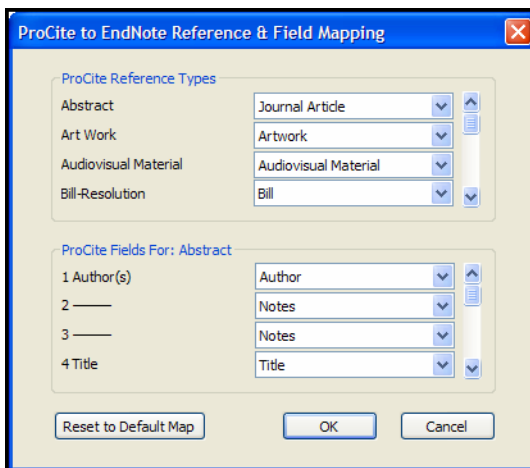 ProCite to EndNote Reference & Field Mapping
ProCite Reference Types
Abstract Journal Article
Art Work Artwork
Audiovisual Material Audiovisual Material
Bill-Resolution Bill
ProCite Fields For: Abstract
1 Author(s) Author
2 ——— Notes
3 ——— Notes
4 Title Title
Reset to Default Map OK Cancel